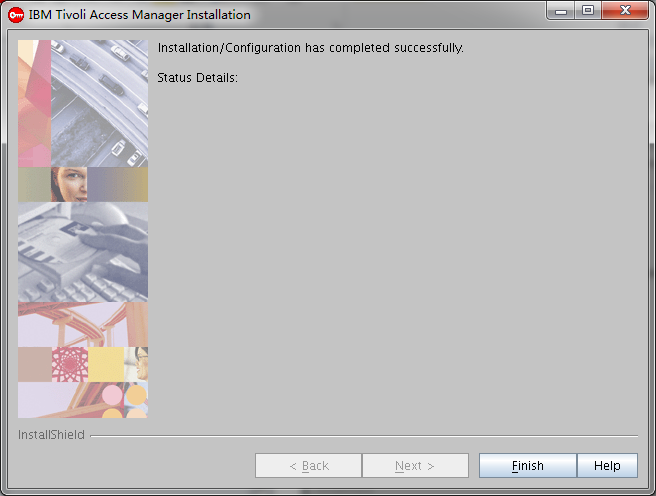 IBM Tivoli Access Manager Installation
Installation/Configuration has completed successfully.
Status Details:
InstallShield
< Back
Next >
Finish
Help